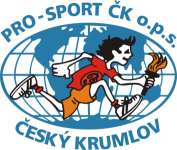 PRO-SPORT ČK o.p.s.
ČESKÝ KRUMLOV